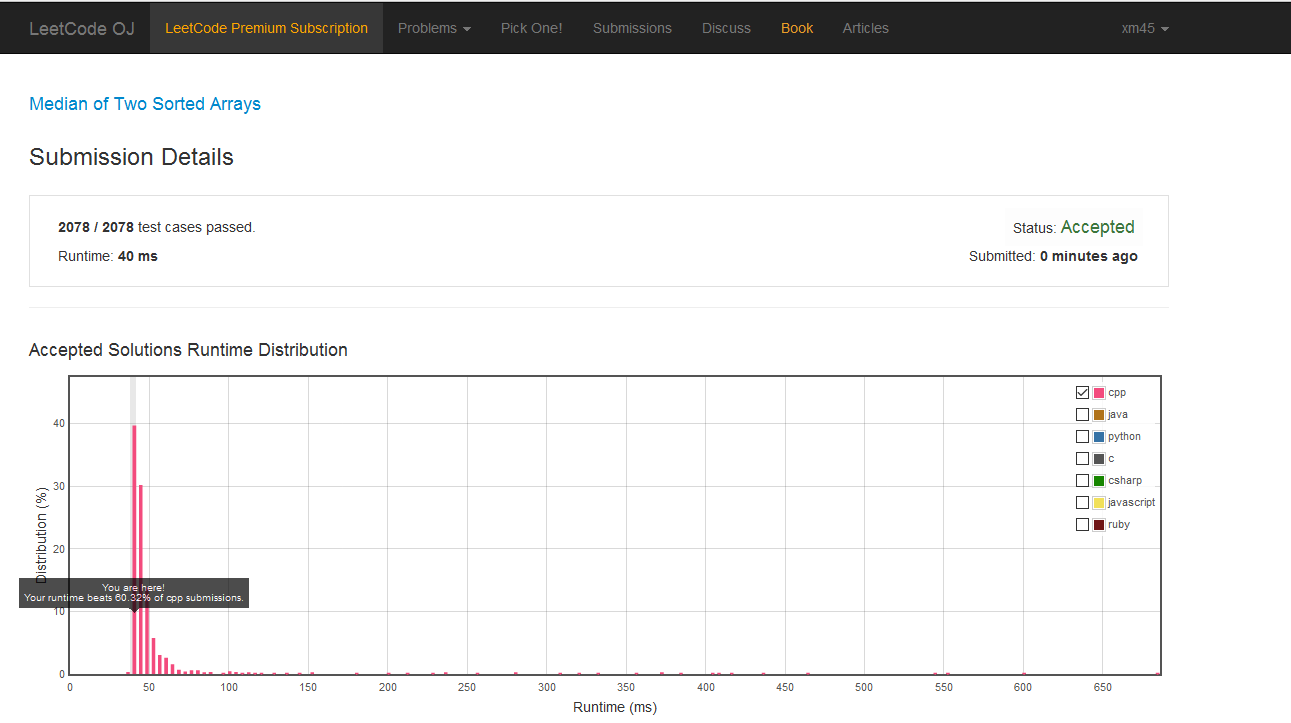 LeetCode OJ LeetCode Premium Subscription Problems Pick One! Submissions Discuss Book Articles xm45
Median of Two Sorted Arrays
Submission Details
2078 / 2078 test cases passed. Status: Accepted
Runtime: 40 ms Submitted: 0 minutes ago
Accepted Solutions Runtime Distribution
cpp
java
python
c
csharp
javascript
ruby
Distribution (%)
40
30
20
10
0
You are here!
Your runtime beats 60.32% of cpp submissions.
0 50 100 150 200 250 300 350 400 450 500 550 600 650
Runtime (ms)